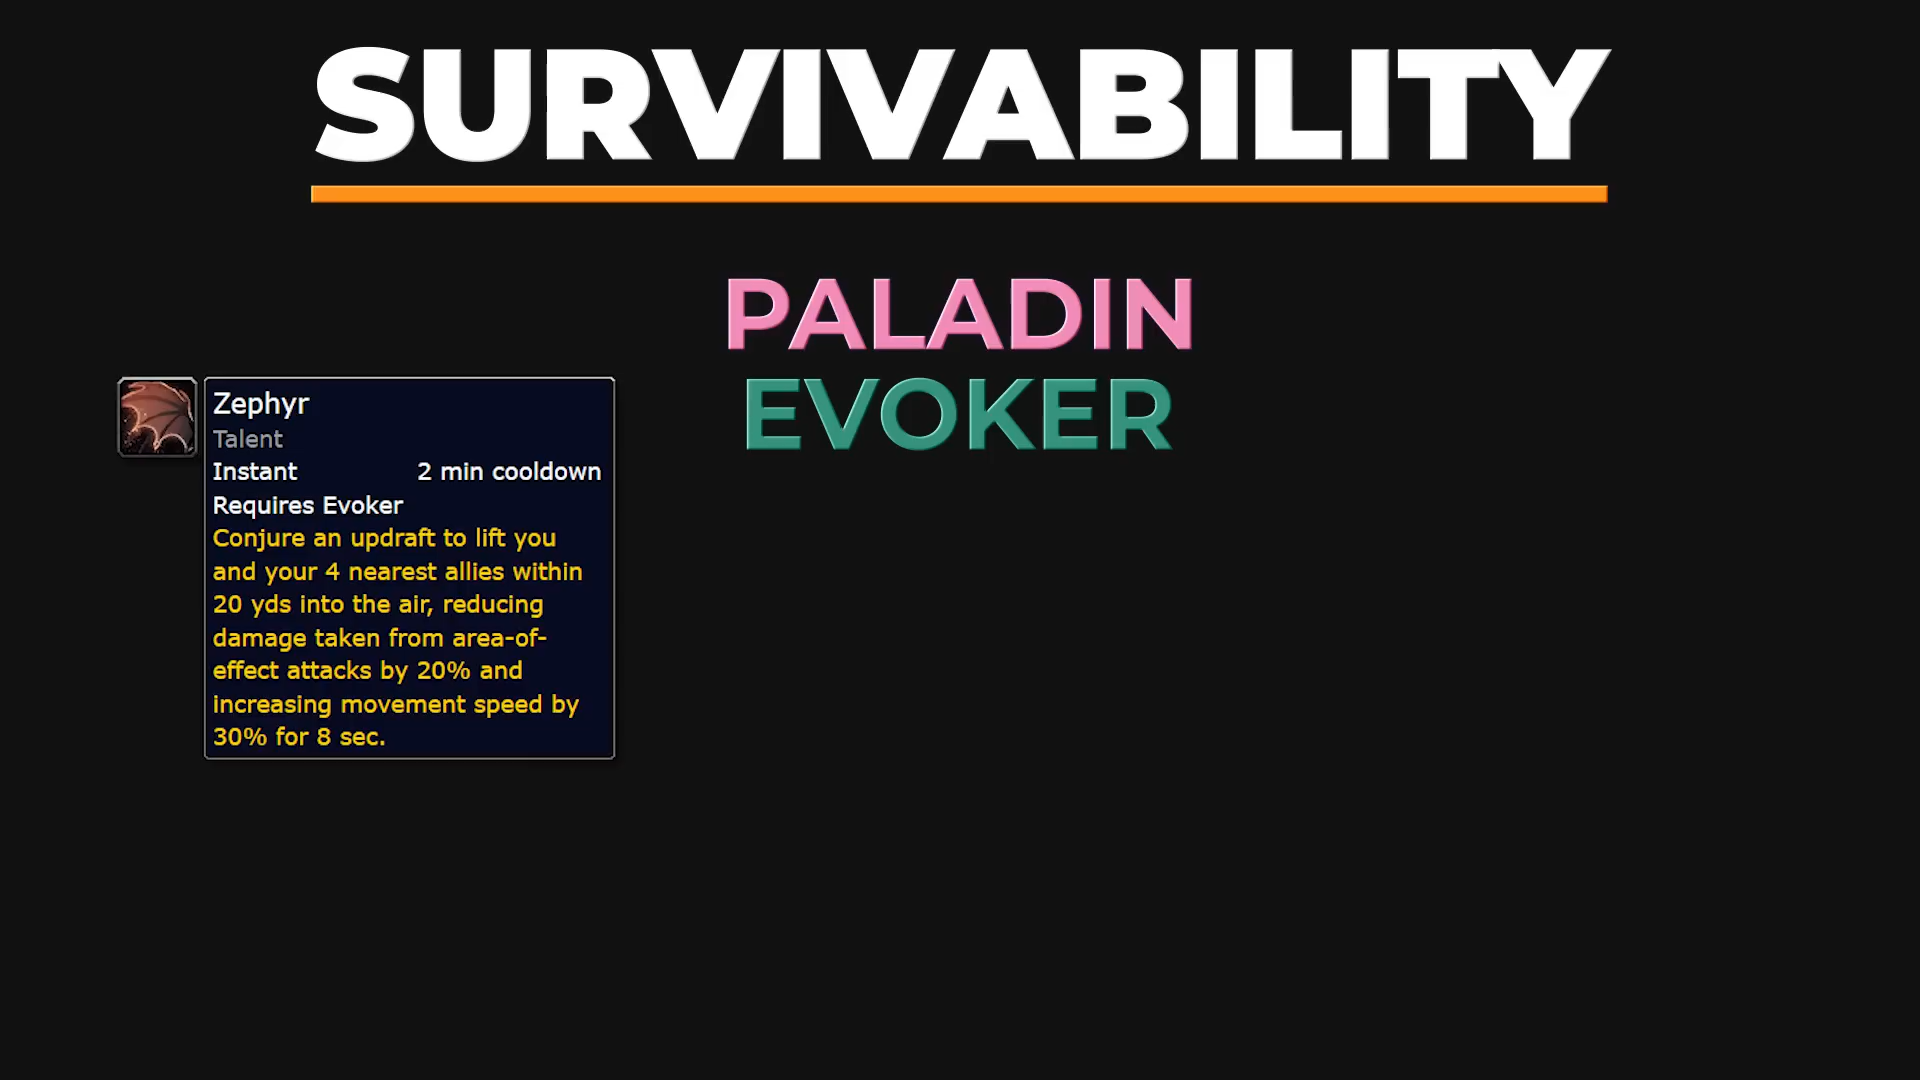 SURVIVABILITY
PALADIN
EVOKER
Zephyr
Talent
Instant 2 min cooldown
Requires Evoker
Conjure an updraft to lift you
and your 4 nearest allies within
20 yds into the air, reducing
damage taken from area-of-
effect attacks by 20% and
increasing movement speed by
30% for 8 sec.